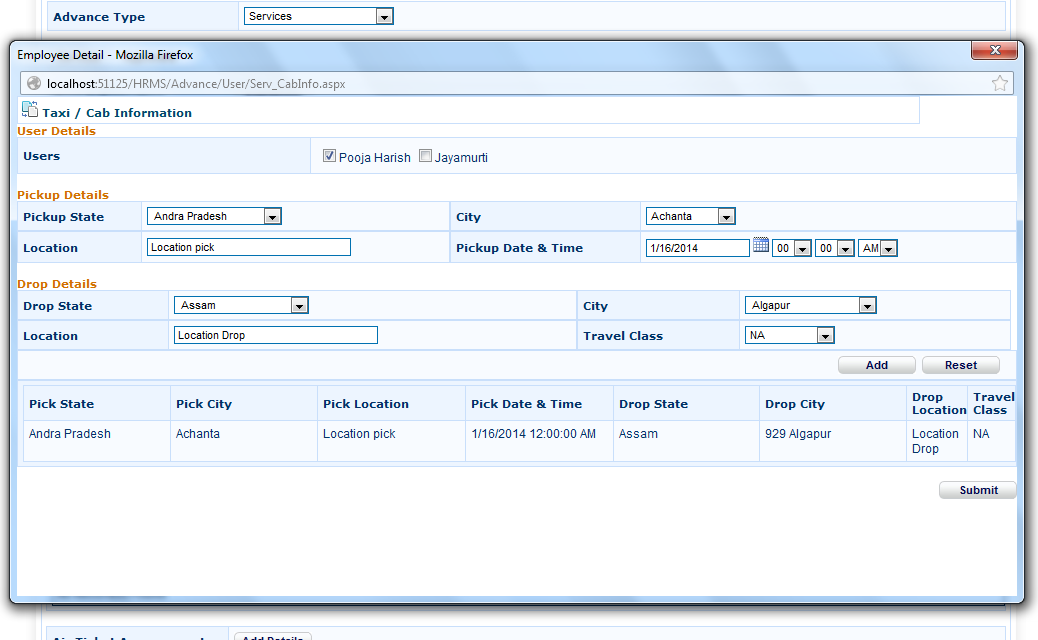 Advance Type Services
Employee Detail - Mozilla Firefox
localhost:51125/HRMS/Advance/User/Serv_CabInfo.aspx
Taxi / Cab Information
User Details
Users Pooja Harish Jayamurti
Pickup Details
Pickup State Andra Pradesh City Achanta
Location Location pick Pickup Date & Time 1/16/2014 00 00 AM
Drop Details
Drop State Assam City Algapur
Location Location Drop Travel Class NA
Add Reset
Pick State Pick City Pick Location Pick Date & Time Drop State Drop City Drop Location Travel Class
Andra Pradesh Achanta Location pick 1/16/2014 12:00:00 AM Assam 929 Algapur Location Drop NA
Submit
Add Details